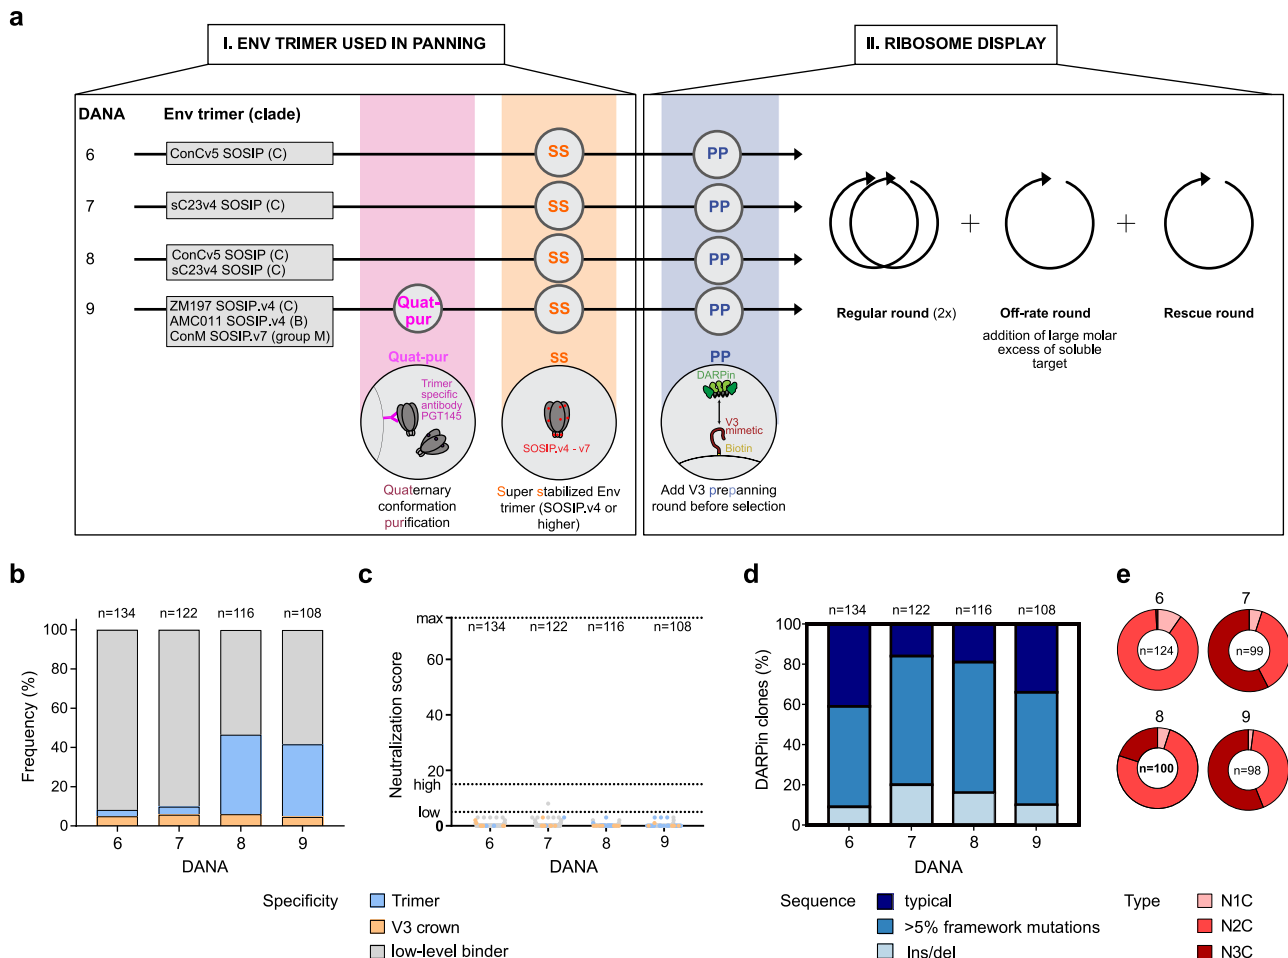 a
I. ENV TRIMER USED IN PANNING
II. RIBOSOME DISPLAY
DANA
Env trimer (clade)
6
ConCv5 SOSIP (C)
SS
PP
7
sC23v4 SOSIP (C)
SS
PP
8
ConCv5 SOSIP (C)
sC23v4 SOSIP (C)
SS
PP
9
ZM197 SOSIP.v4 (C)
AMC011 SOSIP.v4 (B)
ConM SOSIP.v7 (group M)
Quat-
pur
SS
PP
+
+
Regular round (2x)
Off-rate round
addition of large molar
excess of soluble
target
Rescue round
Quat-pur
SS
PP
Trimer
specific
antibody
PGT145
SOSIP.v4 - v7
DARPin
V3
mimetic
Biotin
Quaternary
conformation
purification
Super stabilized Env
trimer (SOSIP.v4 or
higher)
Add V3 prepanning
round before selection
b
n=134
n=122
n=116
n=108
Frequency (%)
100
80
60
40
20
0
6
7
8
9
DANA
c
n=134
n=122
n=116
n=108
Neutralization score
max
60
40
20
high
low
0
6
7
8
9
DANA
d
n=134
n=122
n=116
n=108
DARPin clones (%)
100
80
60
40
20
0
6
7
8
9
DANA
e
6
n=124
7
n=99
8
n=100
9
n=98
Specificity
Trimer
V3 crown
low-level binder
Sequence
typical
>5% framework mutations
Ins/del
Type
N1C
N2C
N3C